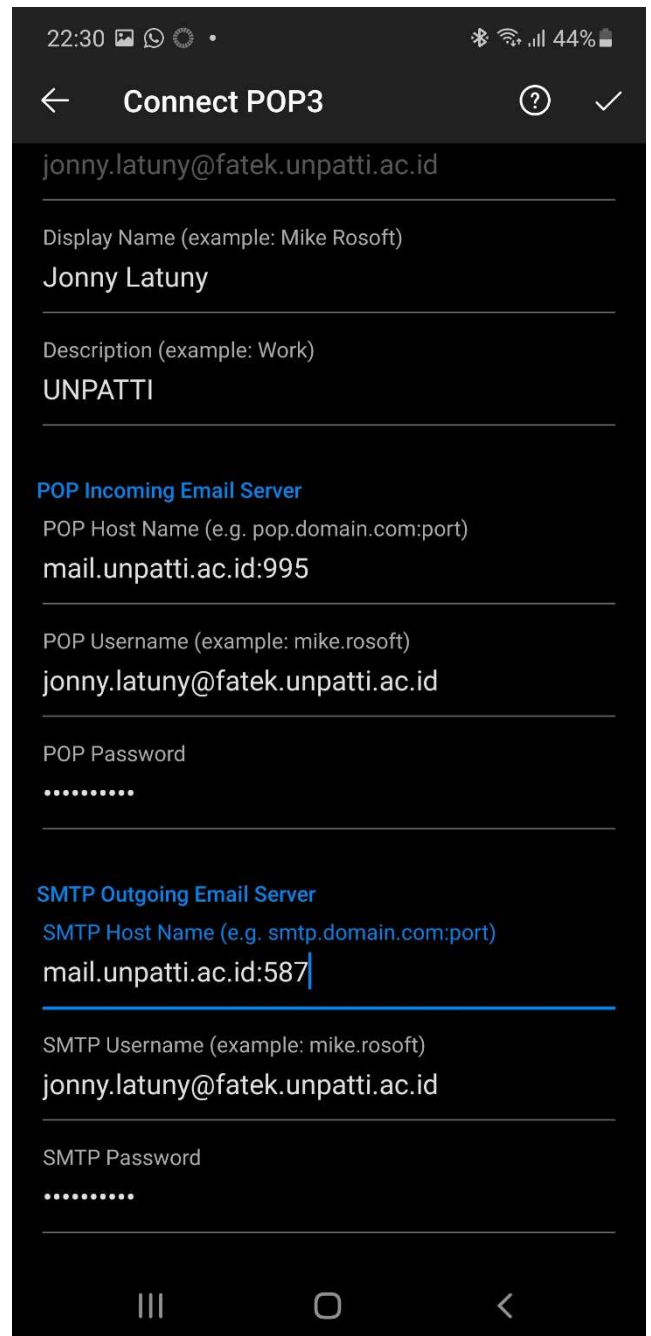 22:30
44%
Connect POP3
jonny.latuny@fatek.unpatti.ac.id
Display Name (example: Mike Rosoft)
Jonny Latuny
Description (example: Work)
UNPATTI
POP Incoming Email Server
POP Host Name (e.g. pop.domain.com:port)
mail.unpatti.ac.id:995
POP Username (example: mike.rosoft)
jonny.latuny@fatek.unpatti.ac.id
POP Password
••••••••••
SMTP Outgoing Email Server
SMTP Host Name (e.g. smtp.domain.com:port)
mail.unpatti.ac.id:587
SMTP Username (example: mike.rosoft)
jonny.latuny@fatek.unpatti.ac.id
SMTP Password
••••••••••